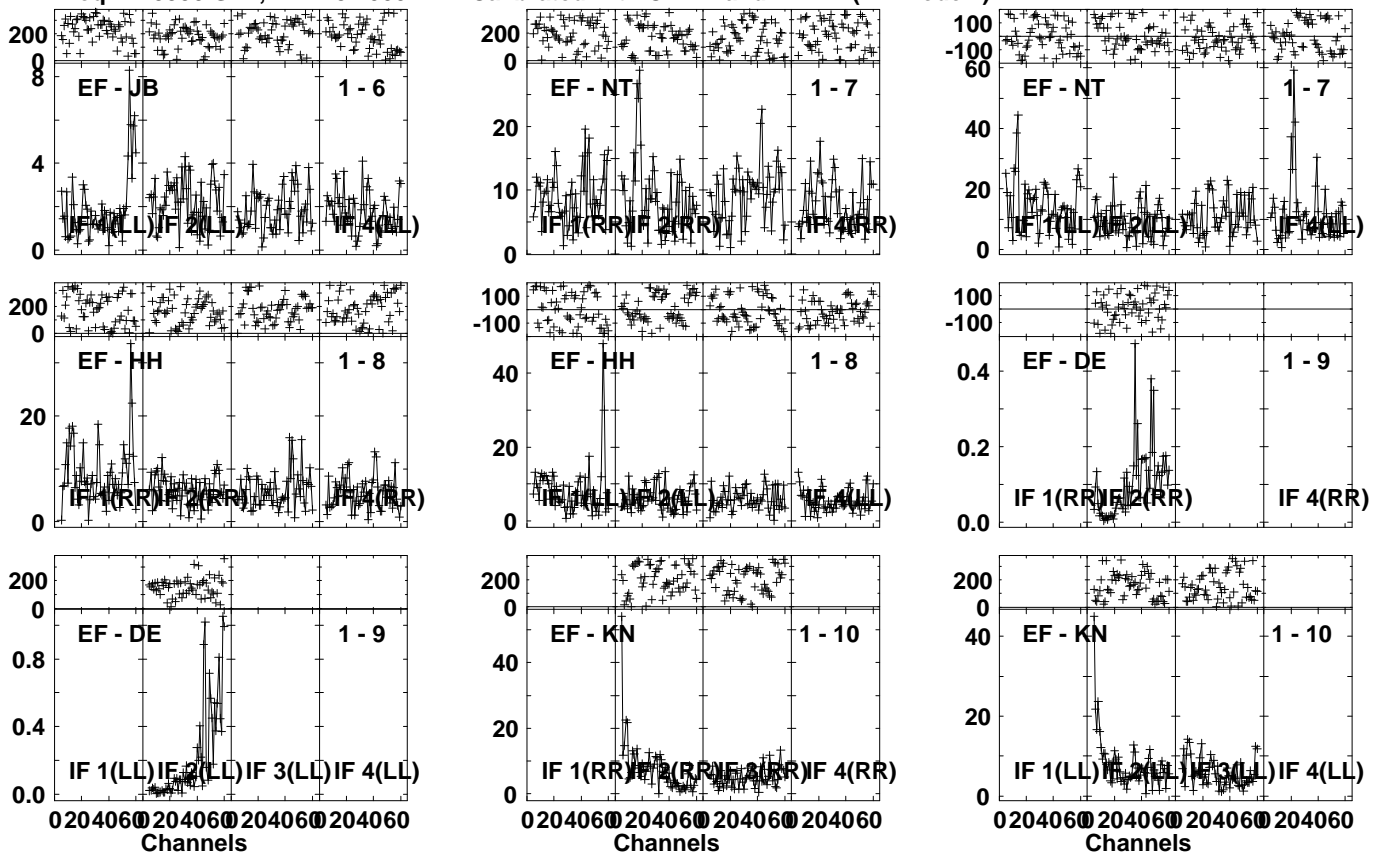 200
0
8
4
0
EF - JB 1 - 6
IF 1(LL) IF 2(LL) IF 4(LL)
200
0
20
10
0
EF - NT 1 - 7
IF 1(RR) IF 2(RR) IF 4(RR)
100
-100
60
40
20
0
EF - NT 1 - 7
IF 1(LL) IF 2(LL) IF 4(LL)
200
0
20
0
EF - HH 1 - 8
IF 1(RR) IF 2(RR) IF 4(RR)
100
-100
40
20
0
EF - HH 1 - 8
IF 1(LL) IF 2(LL) IF 4(LL)
100
-100
0.4
0.2
0.0
EF - DE 1 - 9
IF 1(RR) IF 2(RR) IF 4(RR)
200
0
0.8
0.4
0.0
EF - DE 1 - 9
IF 1(LL) IF 2(LL) IF 3(LL) IF 4(LL)
0 20 40 60 0 20 40 60 0 20 40 60 0 20 40 60
Channels
200
0
40
20
0
EF - KN 1 - 10
IF 1(RR) IF 2(RR) IF 3(RR) IF 4(RR)
0 20 40 60 0 20 40 60 0 20 40 60 0 20 40 60
Channels
200
0
40
20
0
EF - KN 1 - 10
IF 1(LL) IF 2(LL) IF 3(LL) IF 4(LL)
0 20 40 60 0 20 40 60 0 20 40 60 0 20 40 60
Channels